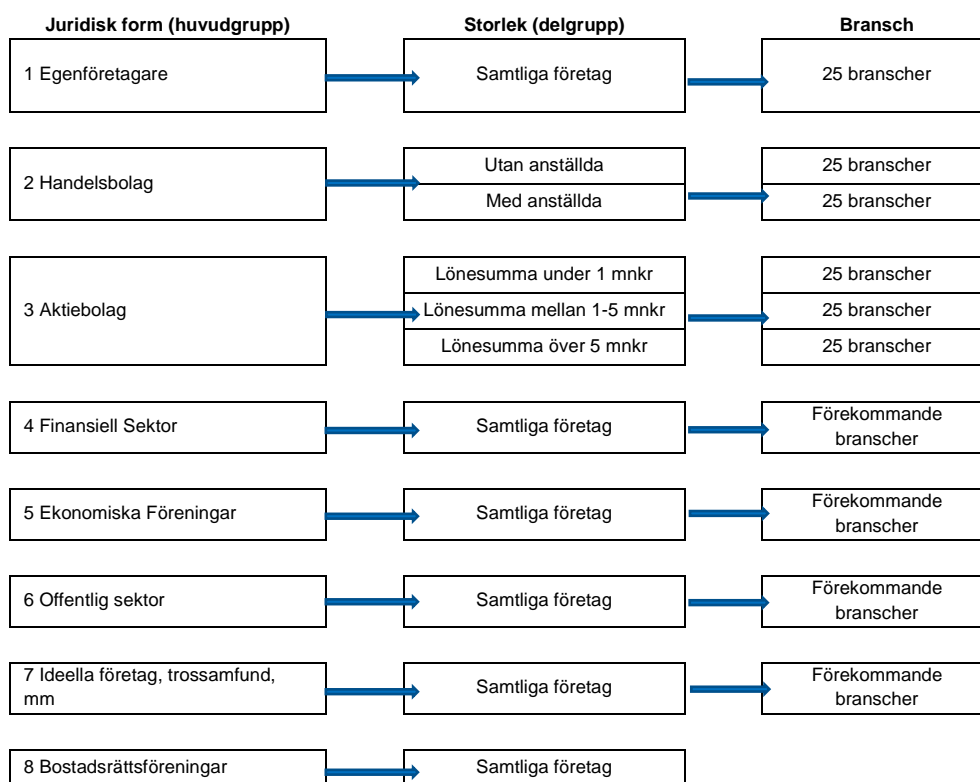 Juridisk form (huvudgrupp) Storlek (delgrupp) Bransch
1 Egenföretagare Samtliga företag 25 branscher
2 Handelsbolag
Utan anställda 25 branscher
Med anställda 25 branscher
3 Aktiebolag
Lönesumma under 1 mnkr 25 branscher
Lönesumma mellan 1-5 mnkr 25 branscher
Lönesumma över 5 mnkr 25 branscher
4 Finansiell Sektor Samtliga företag
Förekommande
branscher
5 Ekonomiska Föreningar Samtliga företag
Förekommande
branscher
6 Offentlig sektor Samtliga företag
Förekommande
branscher
7 Ideella företag, trossamfund,
mm
Samtliga företag
Förekommande
branscher
8 Bostadsrättsföreningar Samtliga företag